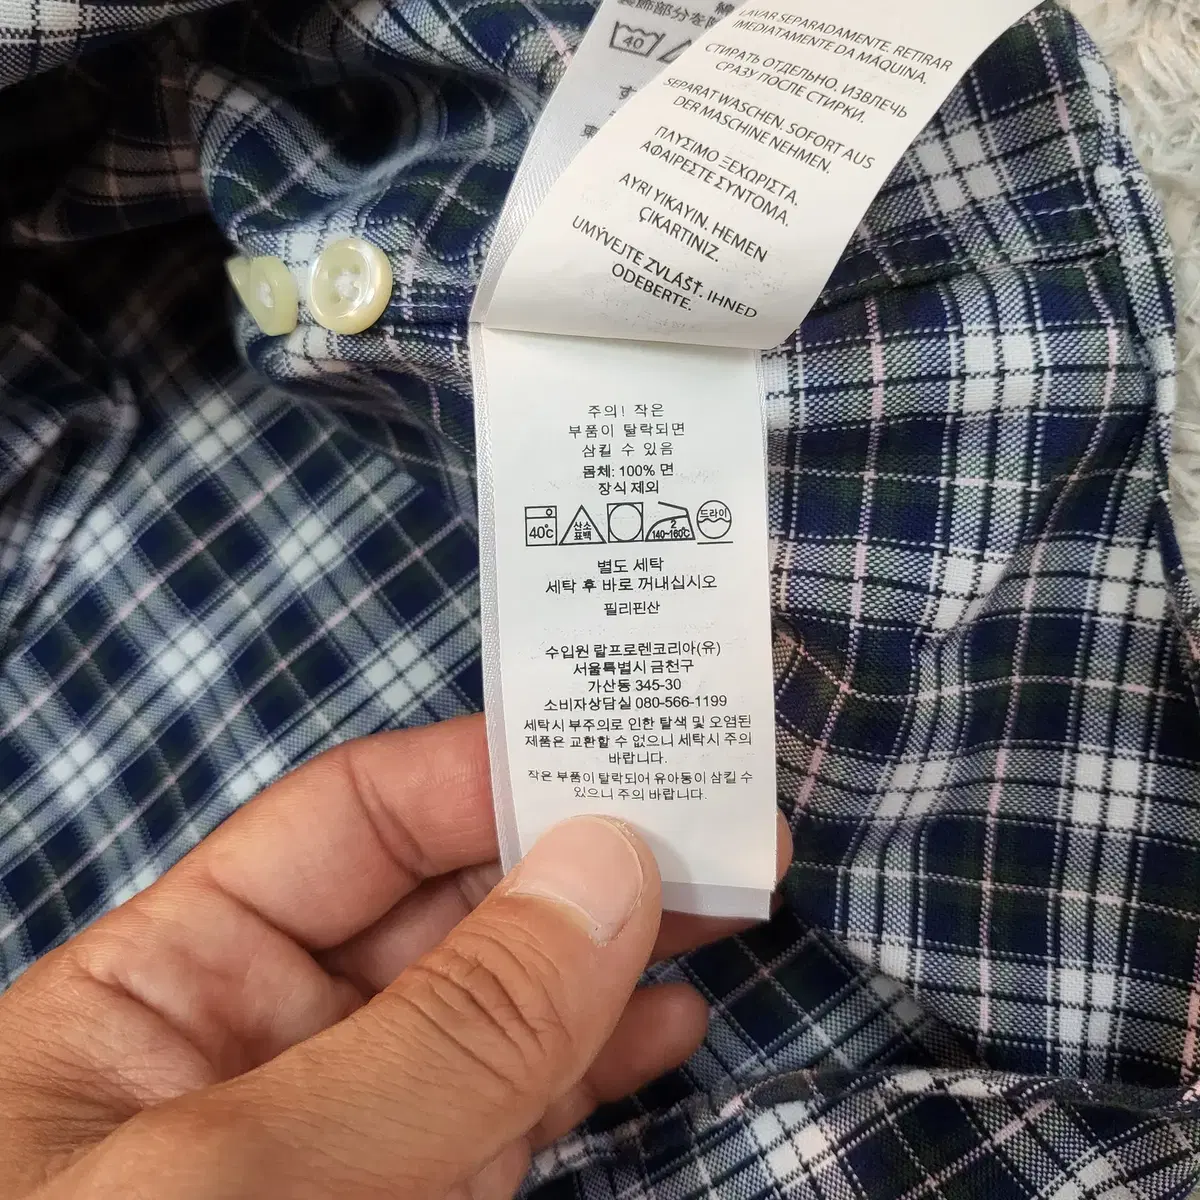 裝飾部分を
40
LAVAR SEPARADAMENTE. RETIRAR
IMEDIATAMENTE DA MÁQUINA.
СТИРАТЬ ОТДЕЛЬНО. ИЗВЛЕЧЬ
СРАЗУ ПОСЛЕ СТИРКИ.
SEPARAT WASCHEN. SOFORT AUS
DER MASCHINE NEHMEN.
ΠΛΥΣΙΜΟ ΞΕΧΩΡΙΣΤΑ.
ΑΦΑΙΡΕΣΤΕ ΣΥΝΤΟΜΑ.
AYRI YIKAYIN. HEMEN
ÇIKARTINIZ.
UMÝVEJTE ZVLÁŠŤ. IHNED
ODEBERTE.
주의! 작은
부품이 탈락되면
삼킬 수 있음
몸체: 100% 면
장식 제외
40℃ 산소 표백 2 140~160℃ 드라이
별도 세탁
세탁 후 바로 꺼내십시오
필리핀산
수입원 랄프로렌코리아(유)
서울특별시 금천구
가산동 345-30
소비자상담실 080-566-1199
세탁시 부주의로 인한 탈색 및 오염된
제품은 교환할 수 없으니 세탁시 주의
바랍니다.
작은 부품이 탈락되어 유아동이 삼킬 수
있으니 주의 바랍니다.